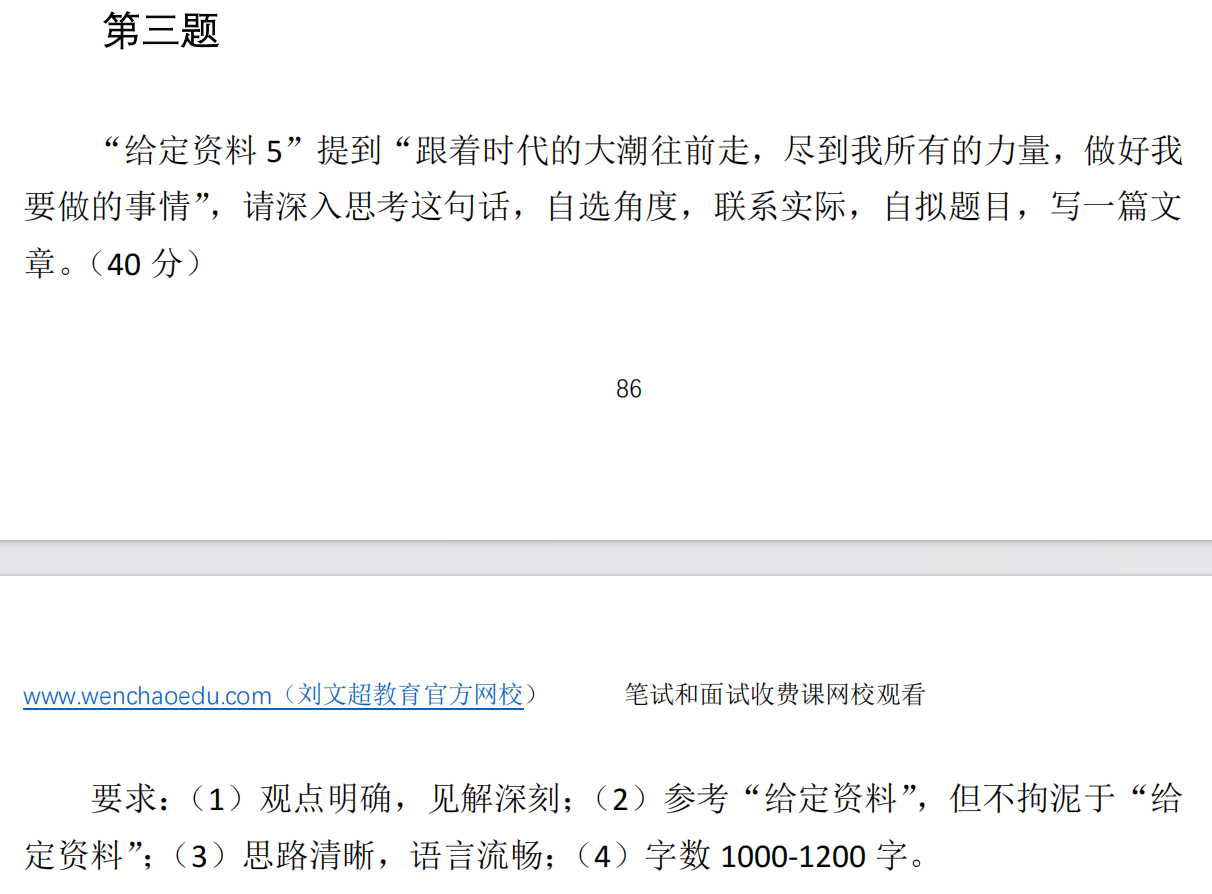 第三题
“给定资料 5”提到“跟着时代的大潮往前走，尽到我所有的力量，做好我
要做的事情”，请深入思考这句话，自选角度，联系实际，自拟题目，写一篇文
章。（40 分）
86
www.wenchaoedu.com（刘文超教育官方网校） 笔试和面试收费课网校观看
要求：（1）观点明确，见解深刻；（2）参考“给定资料”，但不拘泥于“给
定资料”；（3）思路清晰，语言流畅；（4）字数 1000-1200 字。